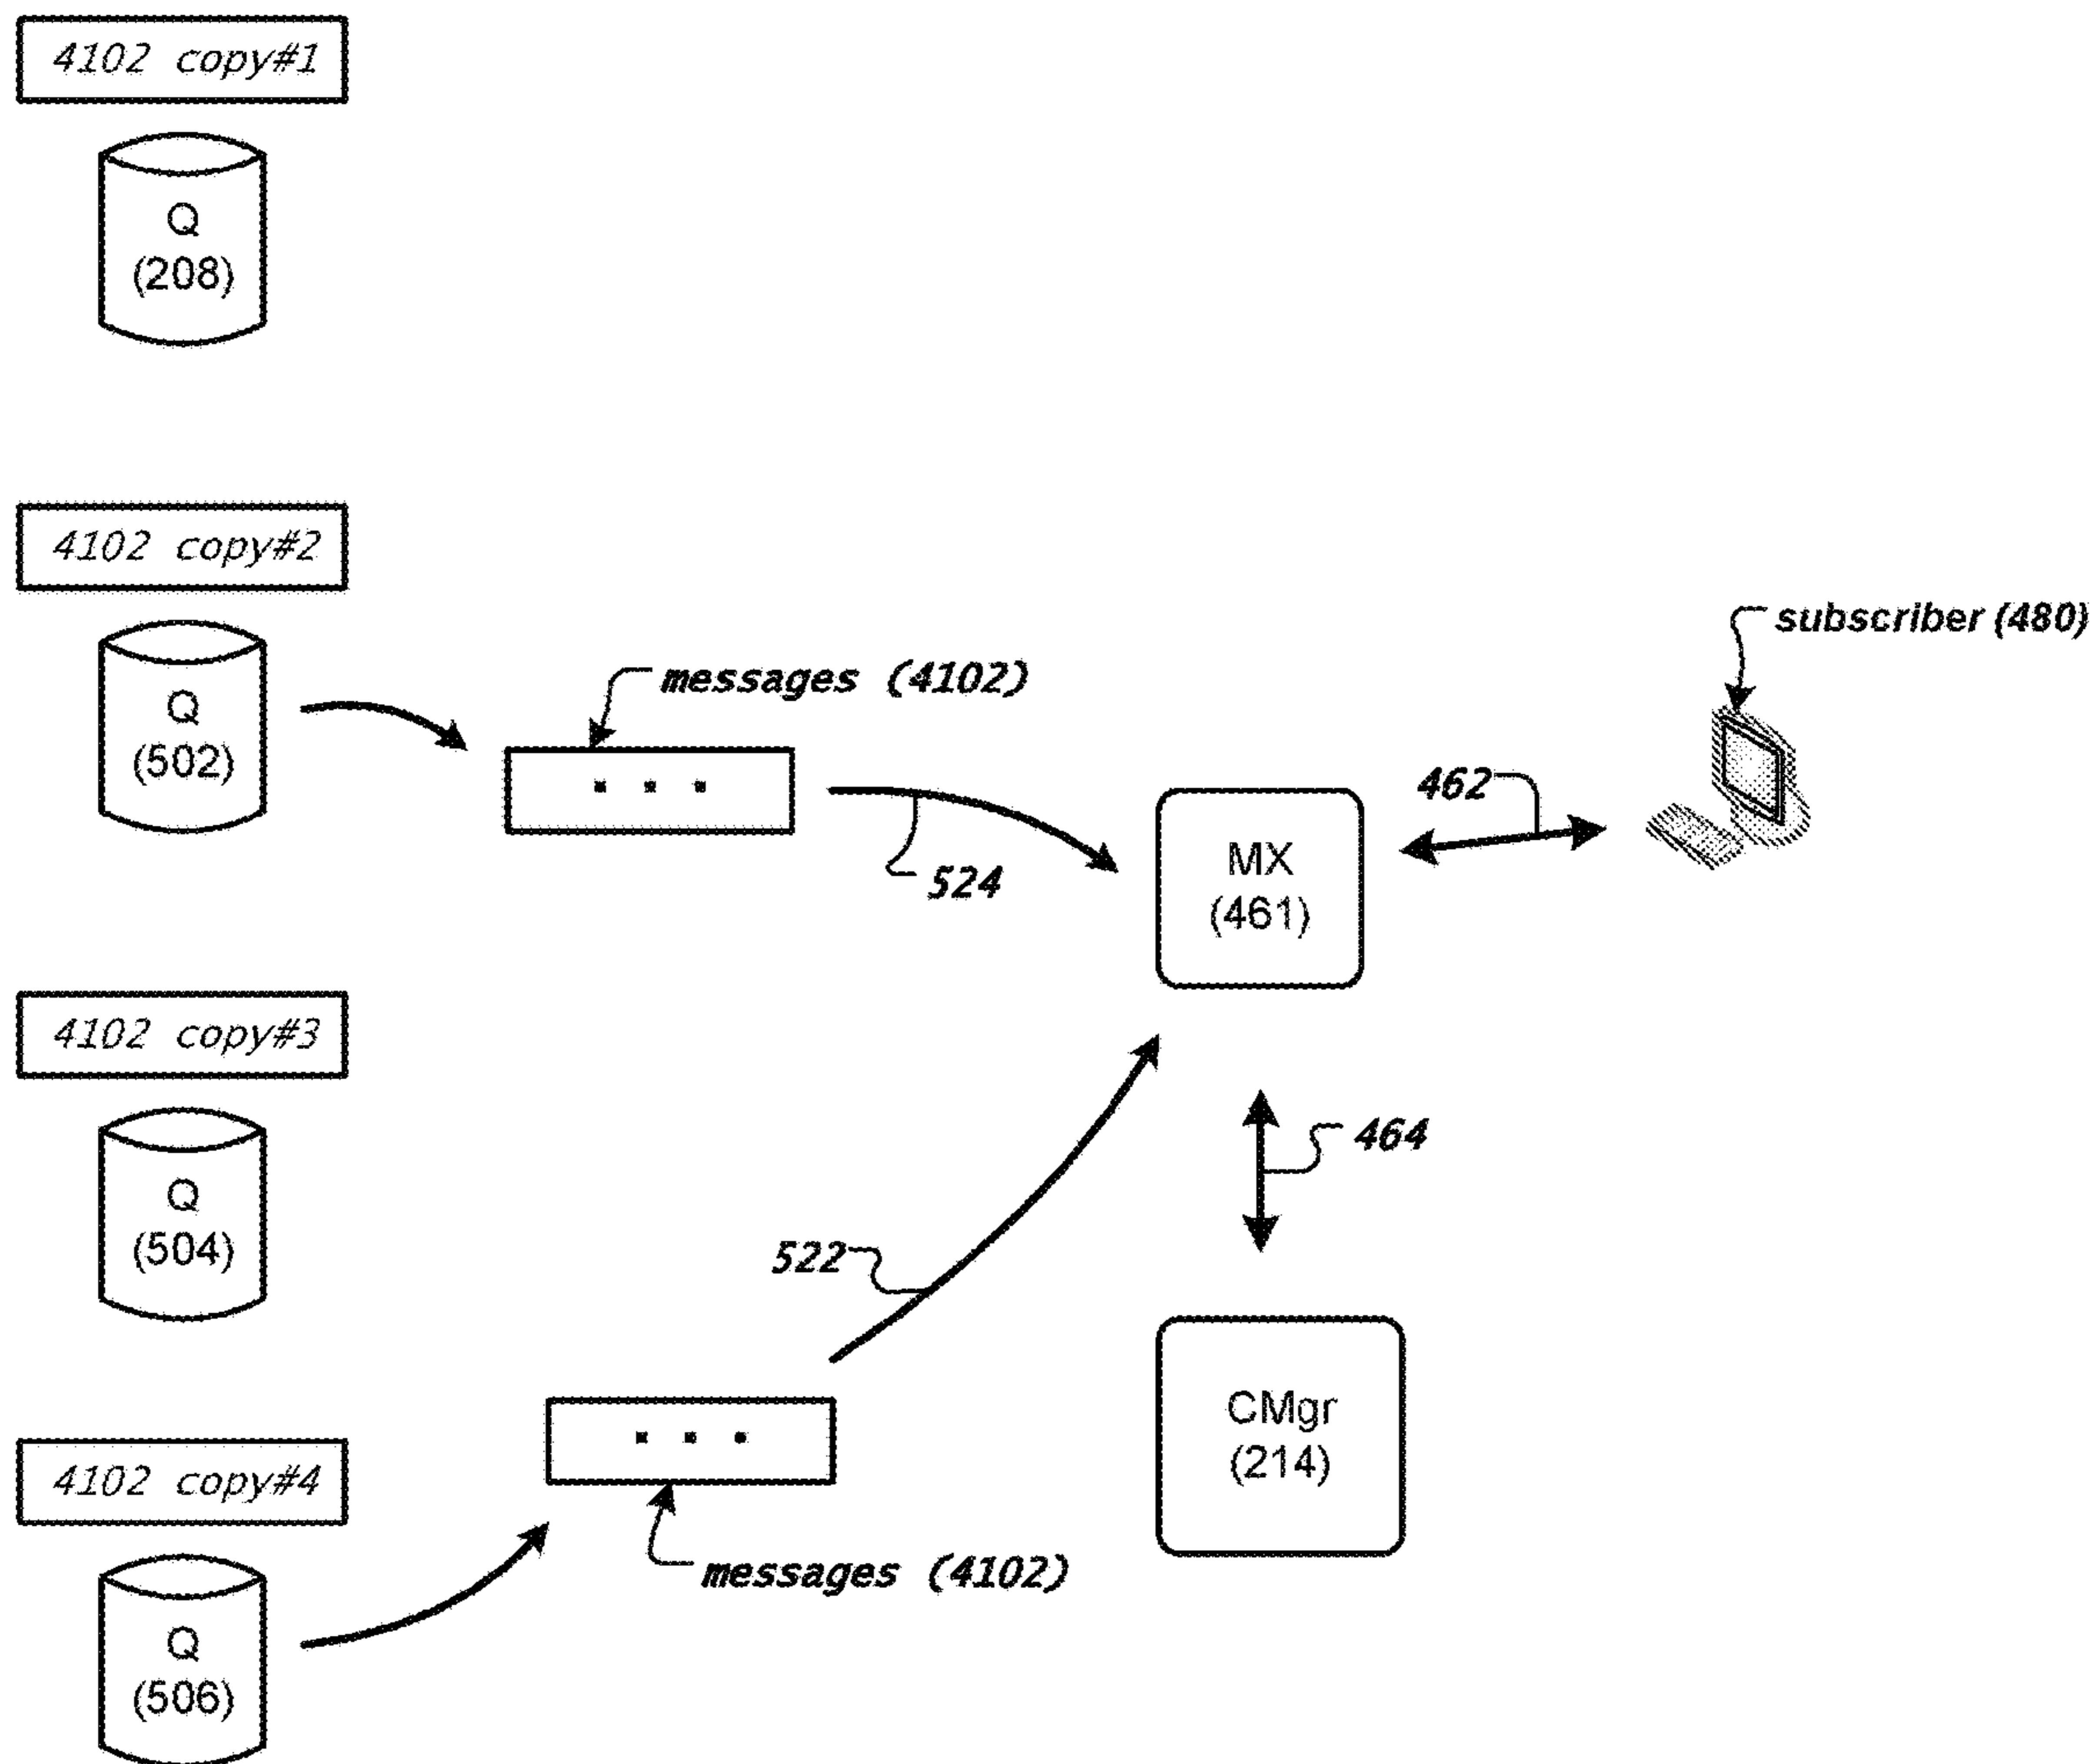 4102 copy#1
Q
(208)
4102 copy#2
Q
(502)
messages (4102)
. . .
524
MX
(461)
462
subscriber (480)
4102 copy#3
Q
(504)
522
464
CMgr
(214)
. . .
messages (4102)
4102 copy#4
Q
(506)